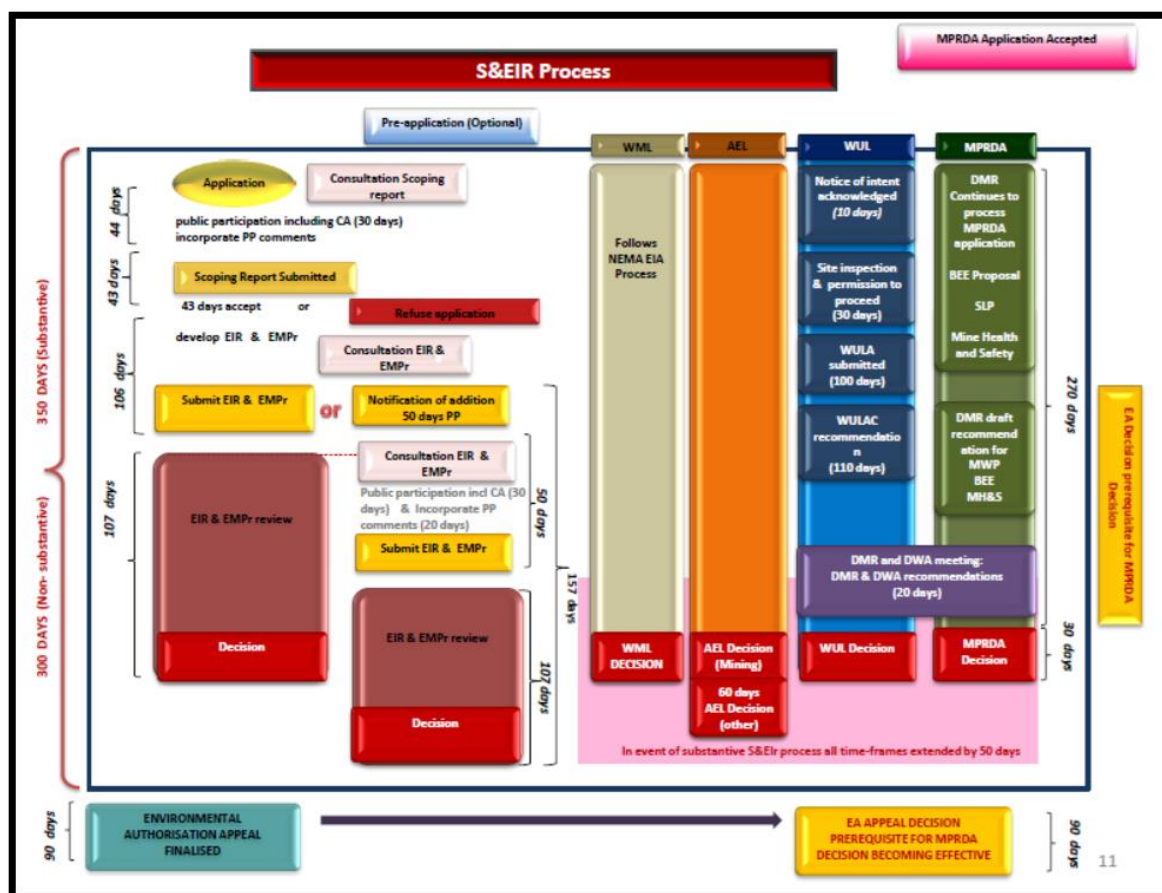 MPRDA Application Accepted
S&EIR Process
Pre-application (Optional)
WML
AEL
WUL
MPRDA
350 DAYS (Substantive)
300 DAYS (Non- substantive)
44 days
Application
Consultation Scoping
report
public participation including CA (30 days)
incorporate PP comments
43 days
Scoping Report Submitted
43 days accept or
Refuse application
develop EIR & EMPr
106 days
Consultation EIR &
EMPr
Submit EIR & EMPr
or
Notification of addition
50 days PP
107 days
EIR & EMPr review
Decision
Consultation EIR &
EMPr
Public participation incl CA (30
days) & Incorporate PP
comments (20 days)
Submit EIR & EMPr
50 days
157 days
EIR & EMPr review
Decision
107 days
Follows
NEMA EIA
Process
WML
DECISION
AEL Decision
(Mining)
60 days
AEL Decision
(other)
Notice of intent
acknowledged
(10 days)
Site inspection
& permission to
proceed
(30 days)
WULA
submitted
(100 days)
WULAC
recommendatio
n
(110 days)
DMR
Continues to
process
MPRDA
application
BEE Proposal
SLP
Mine Health
and Safety
DMR draft
recommend
ation for
MWP
BEE
MH&S
DMR and DWA meeting:
DMR & DWA recommendations
(20 days)
WUL Decision
MPRDA
Decision
270 days
30 days
EA Decision prerequisite for MPRDA
Decision
In event of substantive S&EIr process all time-frames extended by 50 days
90 days
ENVIRONMENTAL
AUTHORISATION APPEAL
FINALISED
EA APPEAL DECISION
PREREQUISITE FOR MPRDA
DECISION BECOMING EFFECTIVE
90 days
11